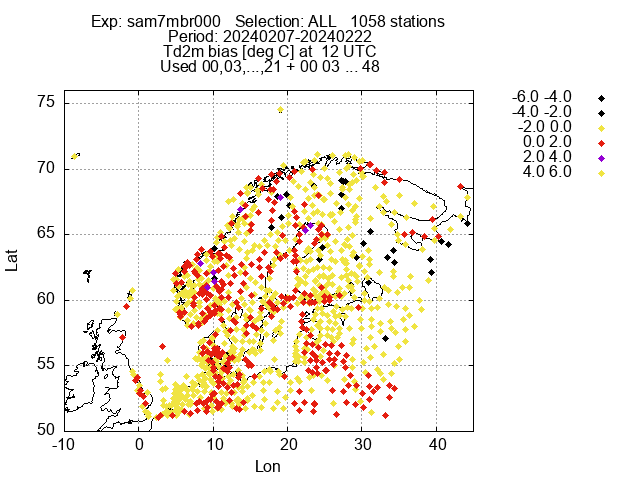 Exp: sam7mbr000   Selection: ALL   1058 stations
Period: 20240207-20240222
Td2m bias [deg C] at  12 UTC
Used 00,03,...,21 + 00 03 ... 48
-6.0 -4.0
-4.0 -2.0
-2.0 0.0
0.0 2.0
2.0 4.0
4.0 6.0
75
70
65
60
55
50
Lat
-10 0 10 20 30 40
Lon